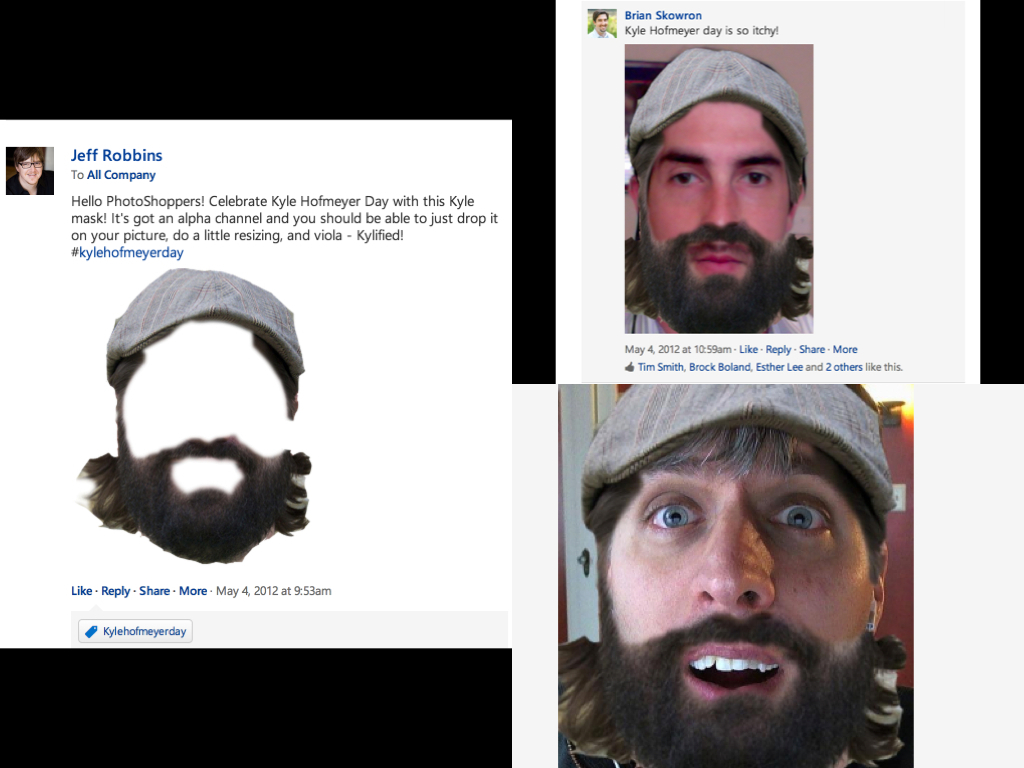 Jeff Robbins
To All Company
Hello PhotoShoppers! Celebrate Kyle Hofmeyer Day with this Kyle
mask! It's got an alpha channel and you should be able to just drop it
on your picture, do a little resizing, and viola - Kylified!
#kylehofmeyerday
Like · Reply · Share · More · May 4, 2012 at 9:53am
Kylehofmeyerday
Brian Skowron
Kyle Hofmeyer day is so itchy!
May 4, 2012 at 10:59am · Like · Reply · Share · More
Tim Smith, Brock Boland, Esther Lee and 2 others like this.